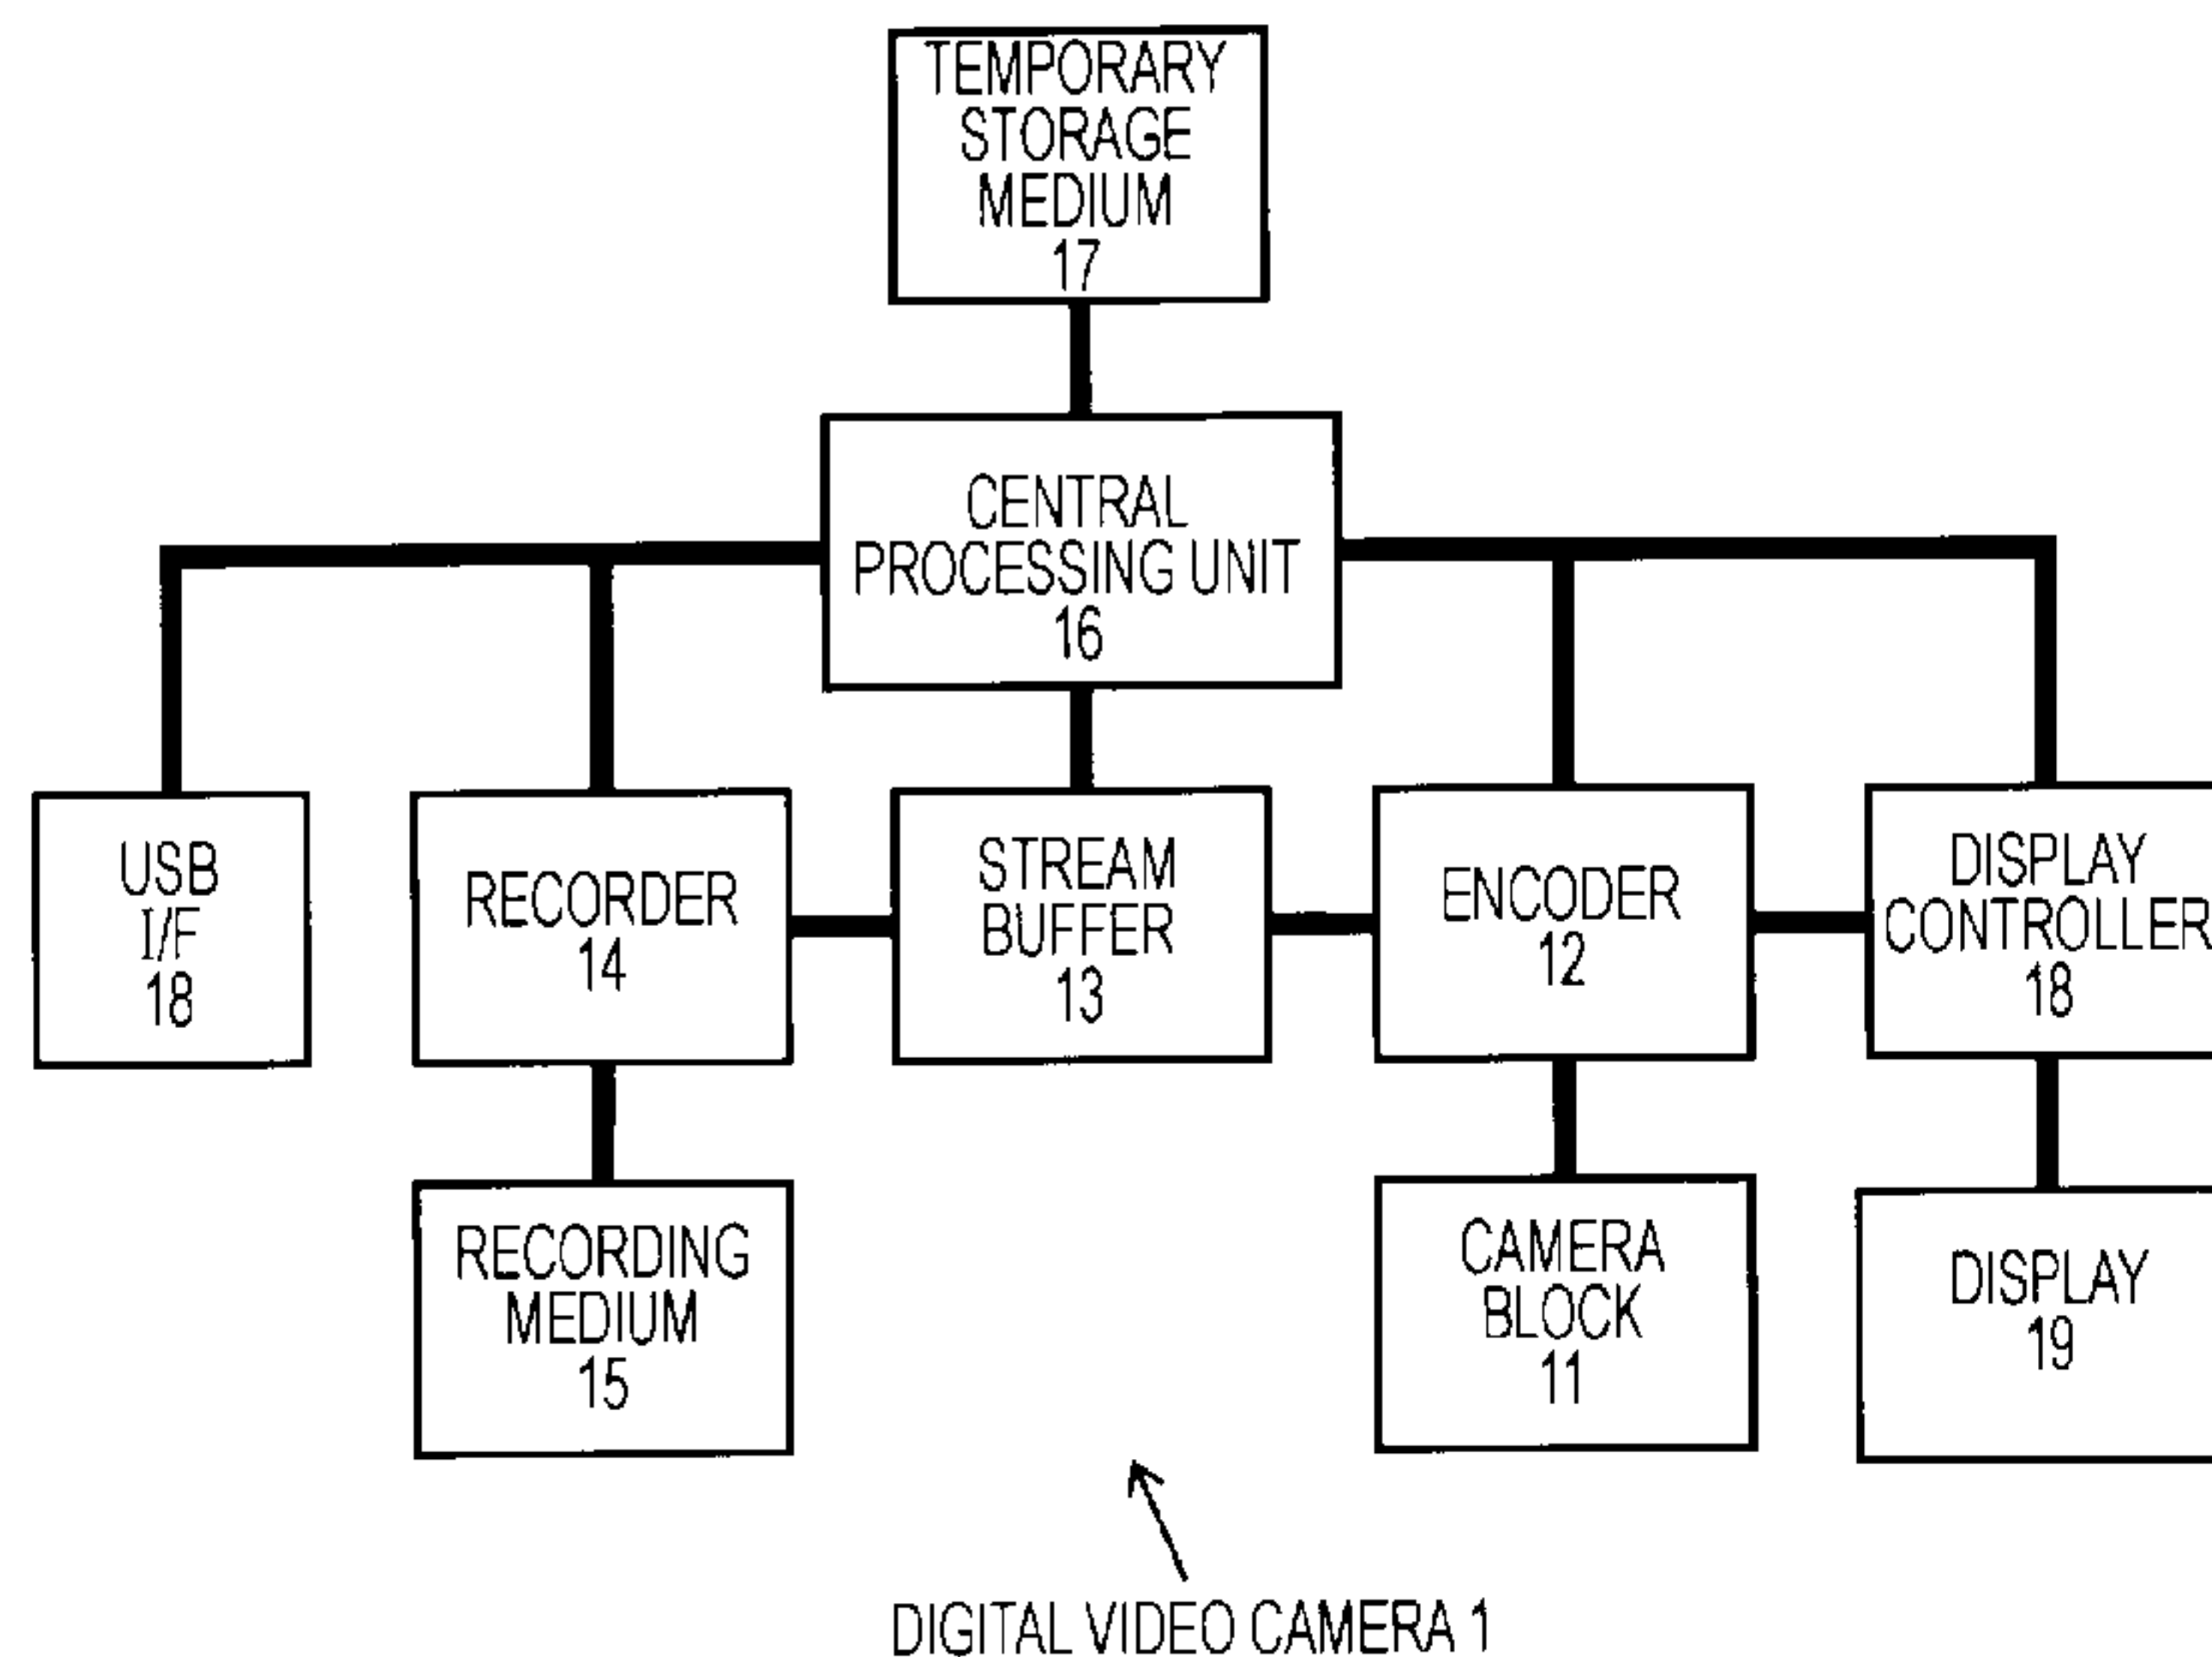 TEMPORARY
STORAGE
MEDIUM
17
CENTRAL
PROCESSING UNIT
16
USB
I/F
18
RECORDER
14
STREAM
BUFFER
13
ENCODER
12
DISPLAY
CONTROLLER
18
RECORDING
MEDIUM
15
CAMERA
BLOCK
11
DISPLAY
19
DIGITAL VIDEO CAMERA 1